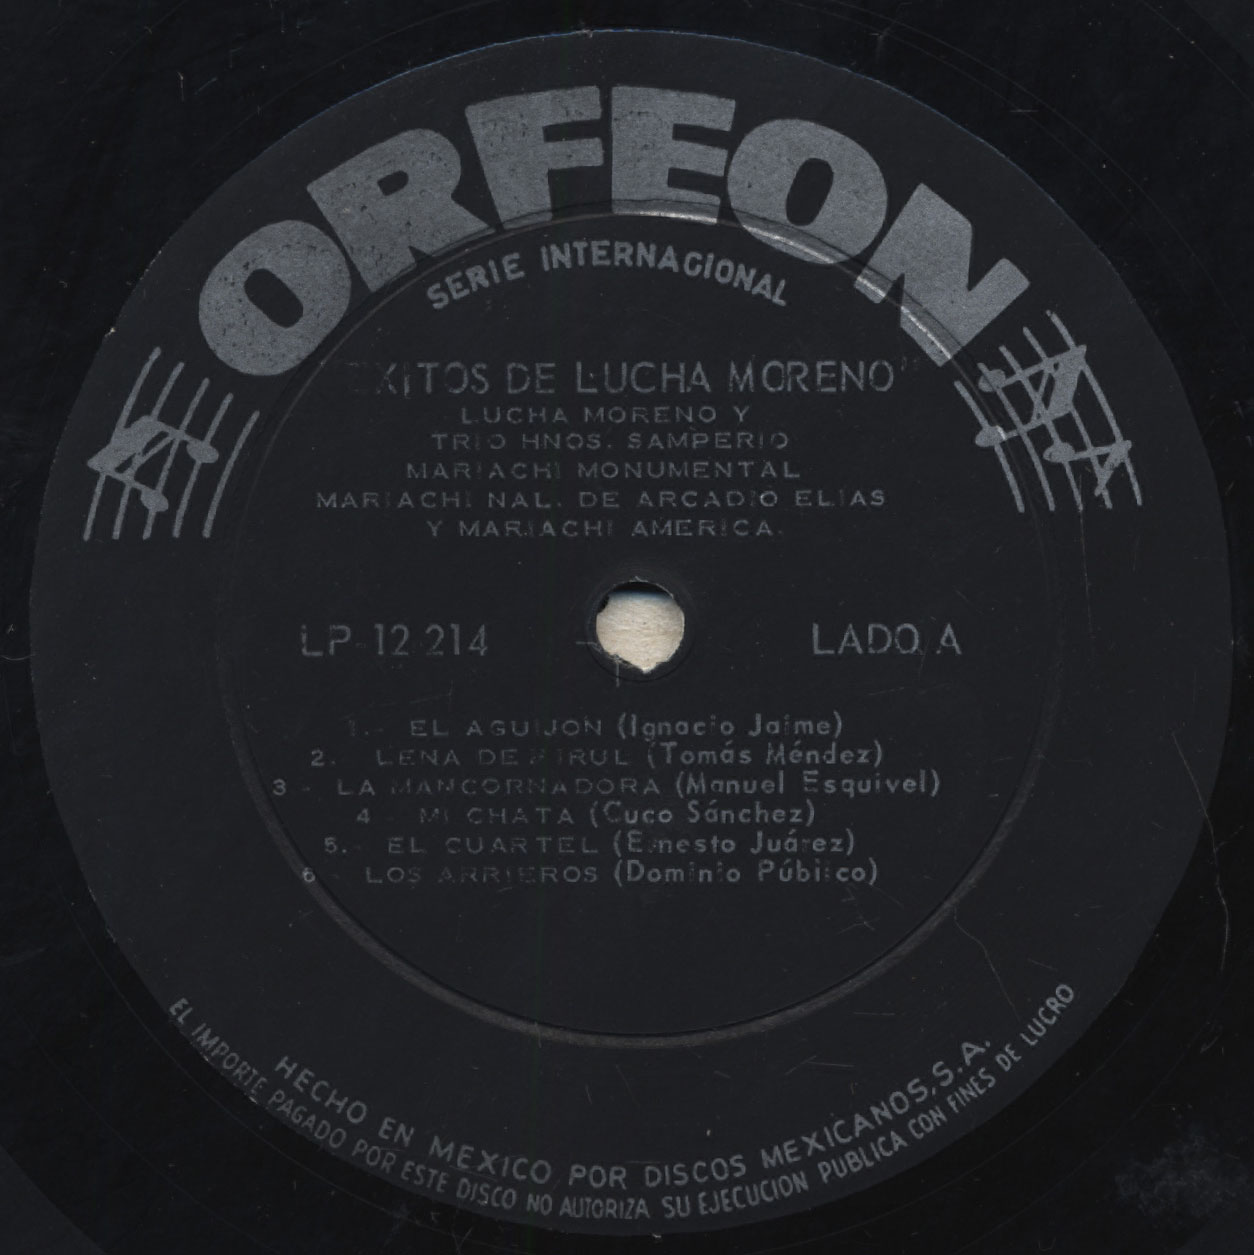 ORFEON
SERIE INTERNACIONAL
"EXITOS DE LUCHA MORENO"
LUCHA MORENO Y
TRIO HNOS. SAMPERIO
MARIACHI MONUMENTAL
MARIACHI NAL. DE ARCADIO ELIAS
Y MARIACHI AMERICA.
LP-12-214 LADO A
1.- EL AGUIJON (Ignacio Jaime)
2.- LENA DE PIRUL (Tomás Méndez)
3.- LA MANCORNADORA (Manuel Esquivel)
4.- MI CHATA (Cuco Sánchez)
5.- EL CUARTEL (Ernesto Juárez)
6.- LOS ARRIEROS (Dominio Público)
HECHO EN MEXICO POR DISCOS MEXICANOS, S.A.
EL IMPORTE PAGADO POR ESTE DISCO NO AUTORIZA SU EJECUCION PUBLICA CON FINES DE LUCRO